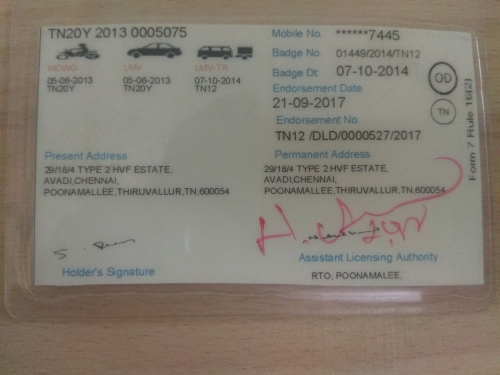 TN20Y 2013 0005075
Mobile No. ******7445
Badge No. 01449/2014/TN12
MCWG LMV LMV-TR
Badge Dt: 07-10-2014
05-06-2013 05-06-2013 07-10-2014
TN20Y TN20Y TN12
Endorsement Date
21-09-2017
Endorsement No.
TN12 /DLD/0000527/2017
OD
TN
Form 7 Rule 16(2)
Present Address
29/18/4 TYPE 2 HVF ESTATE,
AVADI,CHENNAI,
POONAMALLEE,THIRUVALLUR,TN,600054
Permanent Address
29/18/4 TYPE 2 HVF ESTATE,
AVADI,CHENNAI,
POONAMALLEE,THIRUVALLUR,TN,600054
Holder's Signature
Assistant Licensing Authority
RTO, POONAMALEE,